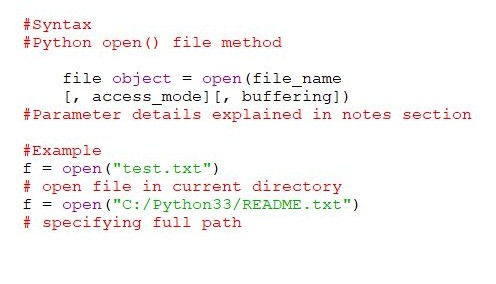 #Syntax
#Python open() file method
file object = open(file_name
[, access_mode][, buffering])
#Parameter details explained in notes section
#Example
f = open("test.txt")
# open file in current directory
f = open("C:/Python33/README.txt")
# specifying full path